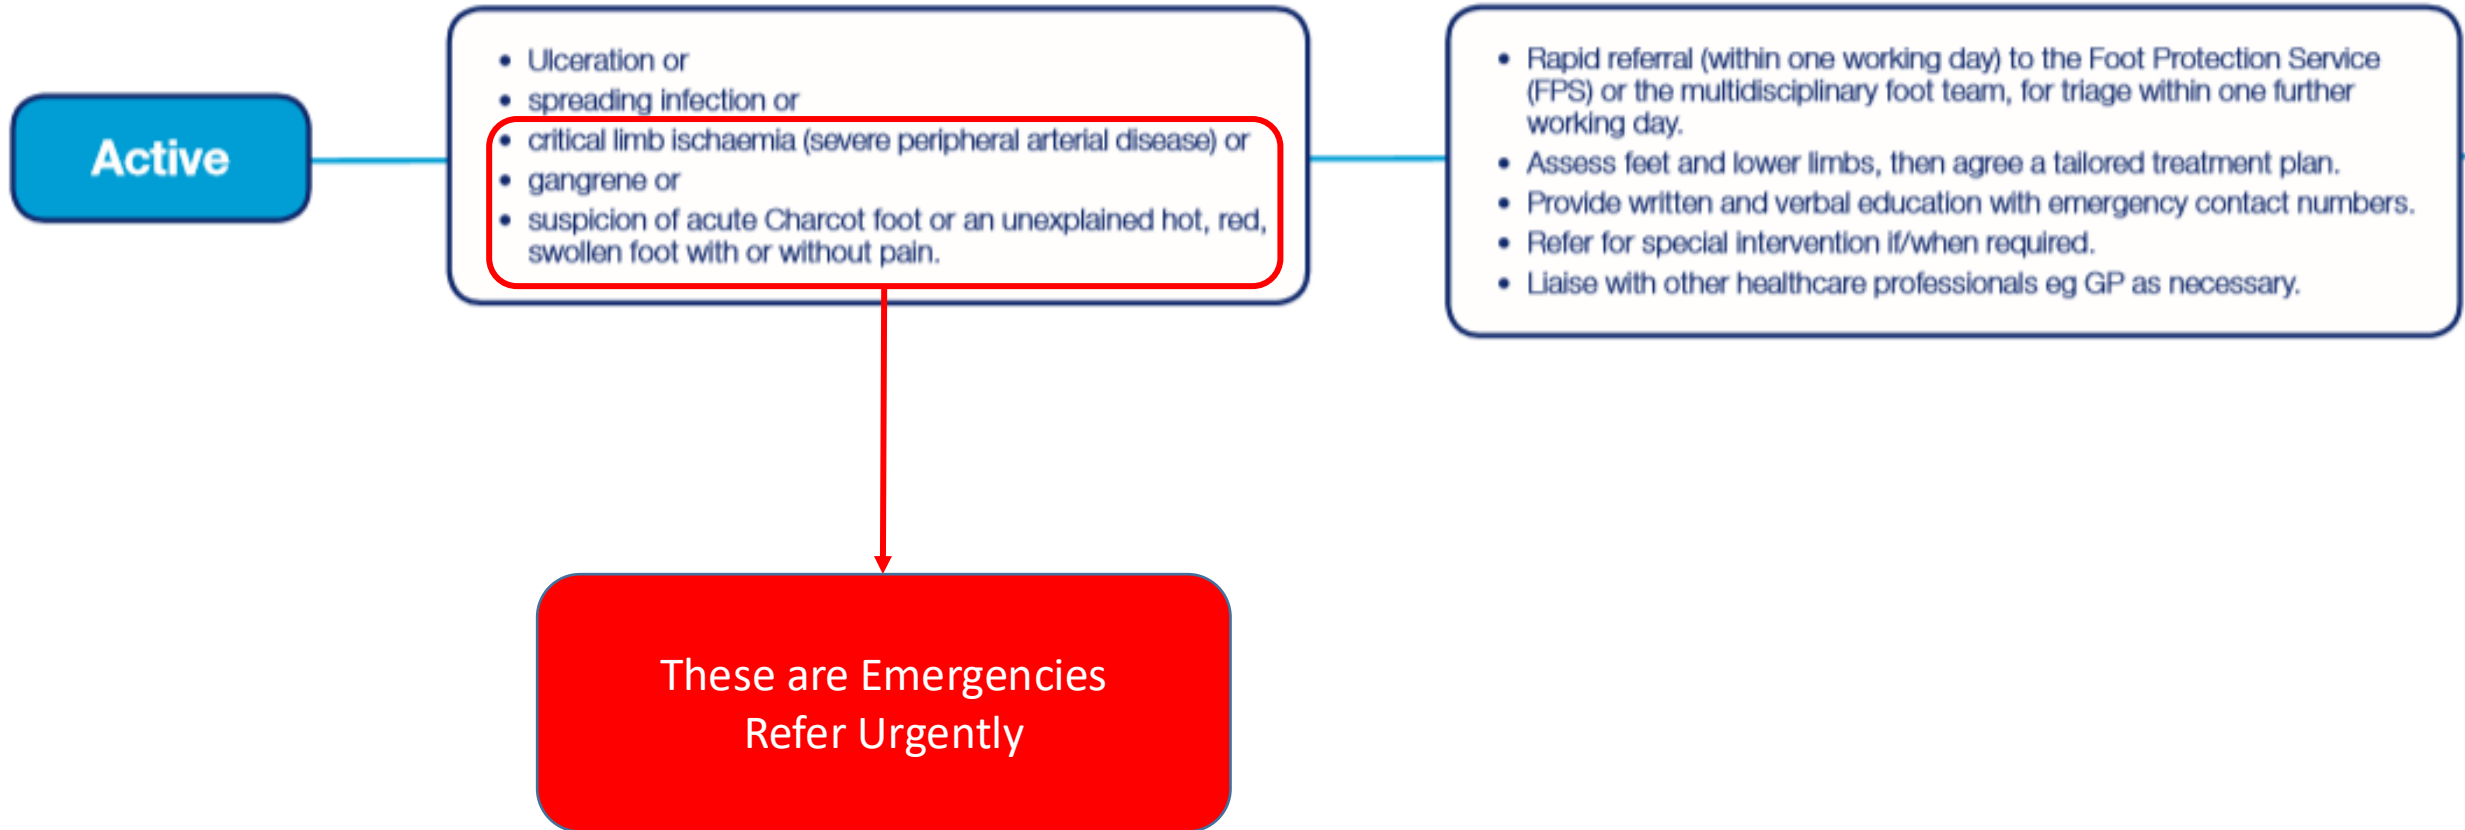 Active
• Ulceration or
• spreading infection or
• critical limb ischaemia (severe peripheral arterial disease) or
• gangrene or
• suspicion of acute Charcot foot or an unexplained hot, red,
swollen foot with or without pain.
• Rapid referral (within one working day) to the Foot Protection Service
(FPS) or the multidisciplinary foot team, for triage within one further
working day.
• Assess feet and lower limbs, then agree a tailored treatment plan.
• Provide written and verbal education with emergency contact numbers.
• Refer for special intervention if/when required.
• Liaise with other healthcare professionals eg GP as necessary.
These are Emergencies
Refer Urgently